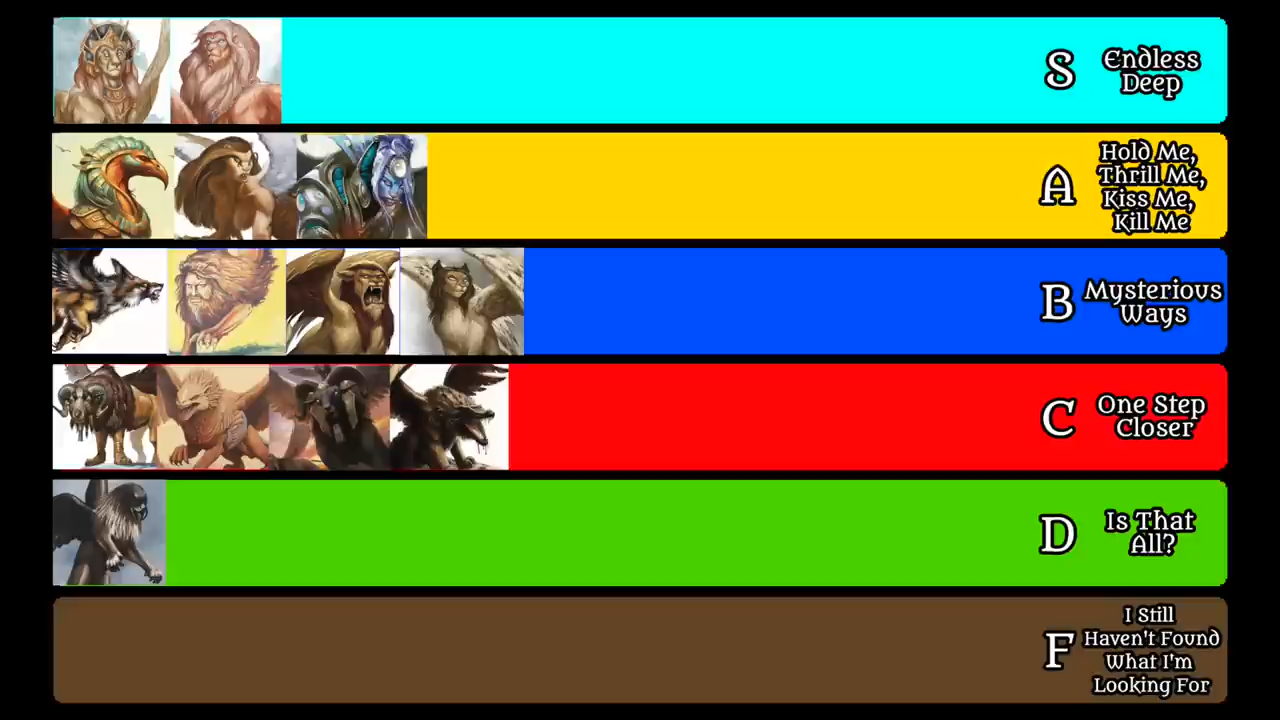 S
Endless
Deep
A
Hold Me,
Thrill Me,
Kiss Me,
Kill Me
B
Mysterious
Ways
C
One Step
Closer
D
Is That
All?
F
I Still
Haven't Found
What I'm
Looking For